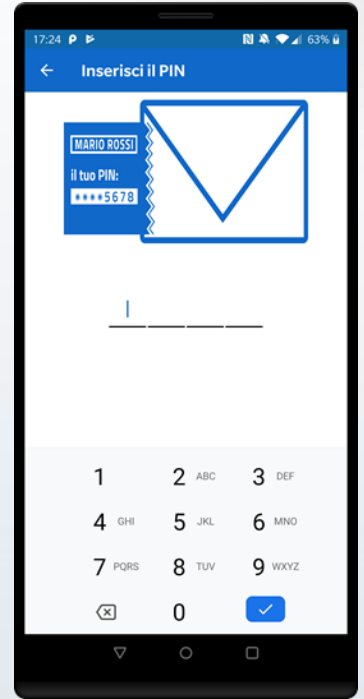 17:24 63%
Inserisci il PIN
MARIO ROSSI
il tuo PIN:
****5678
1 2 ABC 3 DEF
4 GHI 5 JKL 6 MNO
7 PQRS 8 TUV 9 WXYZ
0